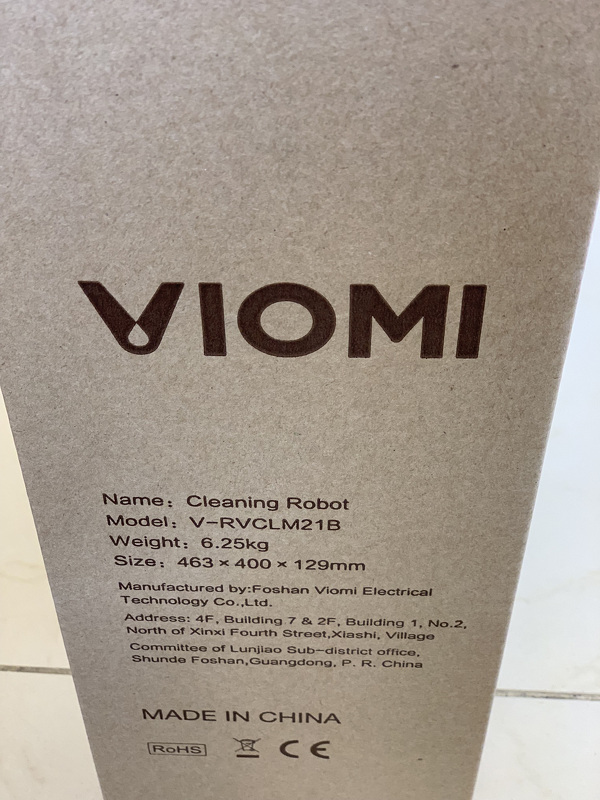 VIOMI
Name: Cleaning Robot
Model: V-RVCLM21B
Weight: 6.25kg
Size: 463 × 400 × 129mm
Manufactured by:Foshan Viomi Electrical
Technology Co.,Ltd.
Address: 4F, Building 7 & 2F, Building 1, No.2,
North of Xinxi Fourth Street,Xiashi, Village
Committee of Lunjiao Sub-district office,
Shunde Foshan,Guangdong, P. R. China
MADE IN CHINA
RoHS CE